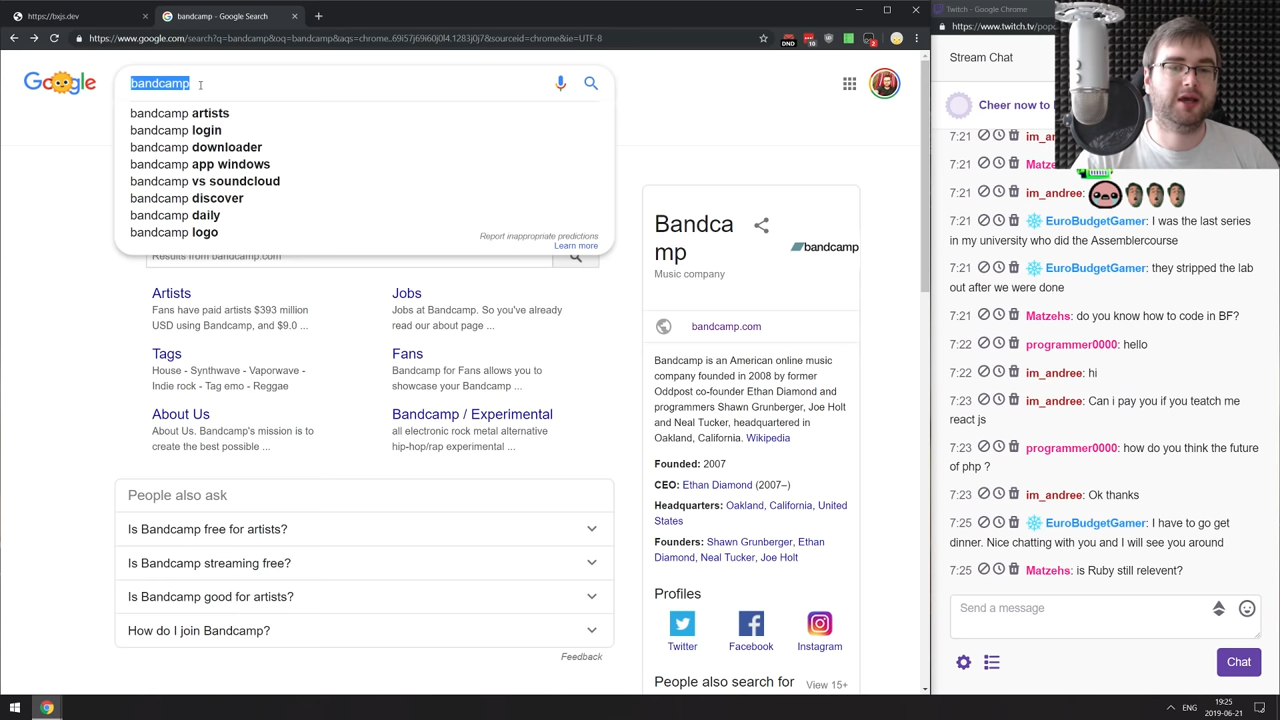 https://bxjs.dev
bandcamp - Google Search
https://www.google.com/search?q=bandcamp&oq=bandcamp&aqs=chrome..69i57j69i60j0l4.1283j0j7&sourceid=chrome&ie=UTF-8
DND
10
2
Google
bandcamp
bandcamp artists
bandcamp login
bandcamp downloader
bandcamp app windows
bandcamp vs soundcloud
bandcamp discover
bandcamp daily
bandcamp logo
Report inappropriate predictions
Learn more
Results from bandcamp.com
Artists
Fans have paid artists $393 million
USD using Bandcamp, and $9.0 ...
Jobs
Jobs at Bandcamp. So you've already
read our about page ...
Tags
House - Synthwave - Vaporwave -
Indie rock - Tag emo - Reggae
Fans
Bandcamp for Fans allows you to
showcase your Bandcamp ...
About Us
About Us. Bandcamp's mission is to
create the best possible ...
Bandcamp / Experimental
all electronic rock metal alternative
hip-hop/rap experimental ...
People also ask
Is Bandcamp free for artists?
Is Bandcamp streaming free?
Is Bandcamp good for artists?
How do I join Bandcamp?
Feedback
Bandca
mp
Music company
bandcamp
bandcamp.com
Bandcamp is an American online music
company founded in 2008 by former
Oddpost co-founder Ethan Diamond and
programmers Shawn Grunberger, Joe Holt
and Neal Tucker, headquartered in
Oakland, California. Wikipedia
Founded: 2007
CEO: Ethan Diamond (2007–)
Headquarters: Oakland, California, United
States
Founders: Shawn Grunberger, Ethan
Diamond, Neal Tucker, Joe Holt
Profiles
Twitter
Facebook
Instagram
People also search for
View 15+
Twitch - Google Chrome
https://www.twitch.tv/pop
Stream Chat
Cheer now to
7:21 im_an
7:21 Matze
7:21 im_andree:
7:21 EuroBudgetGamer: I was the last series
in my university who did the Assemblercourse
7:21 EuroBudgetGamer: they stripped the lab
out after we were done
7:21 Matzehs: do you know how to code in BF?
7:22 programmer0000: hello
7:22 im_andree: hi
7:23 im_andree: Can i pay you if you teatch me
react js
7:23 programmer0000: how do you think the future
of php ?
7:23 im_andree: Ok thanks
7:25 EuroBudgetGamer: I have to go get
dinner. Nice chatting with you and I will see you
around
7:25 Matzehs: is Ruby still relevent?
Send a message
Chat
ENG
19:25
2019-06-21